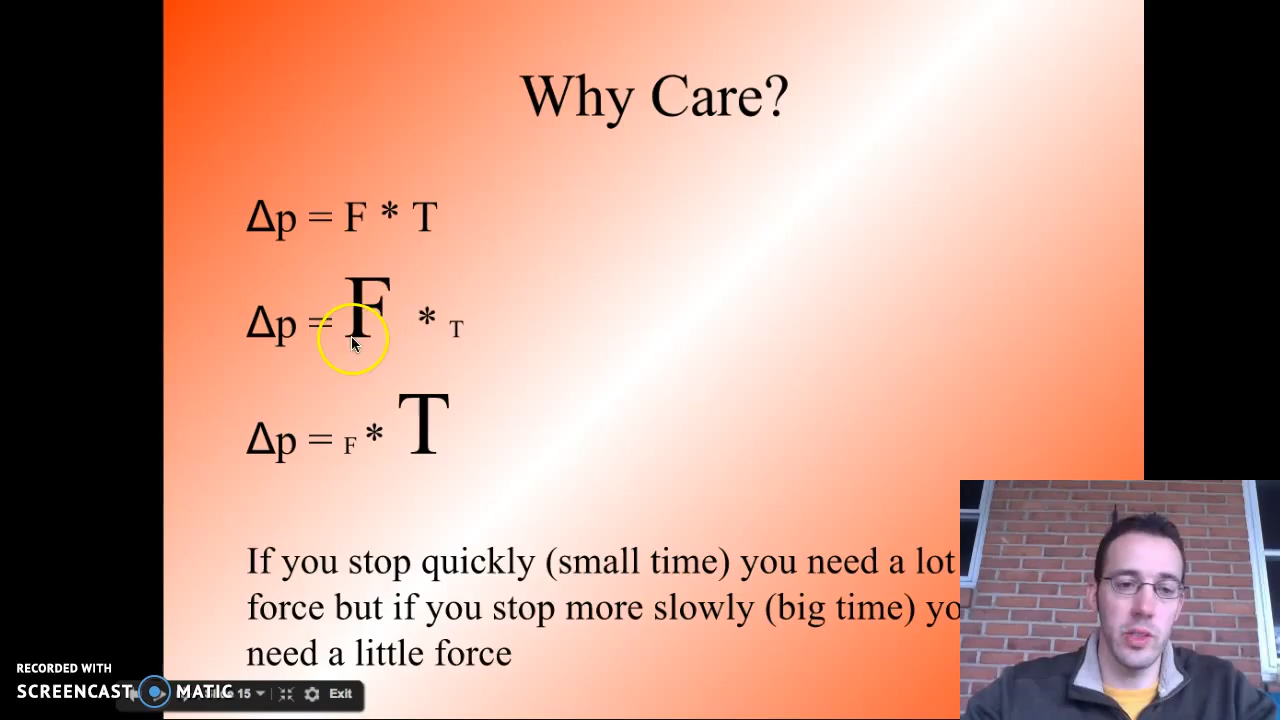 Why Care?
Δp = F * T
Δp = F * T
Δp = F * T
If you stop quickly (small time) you need a lot
force but if you stop more slowly (big time)
need a little force
RECORDED WITH
SCREENCAST MATIC
15 Exit